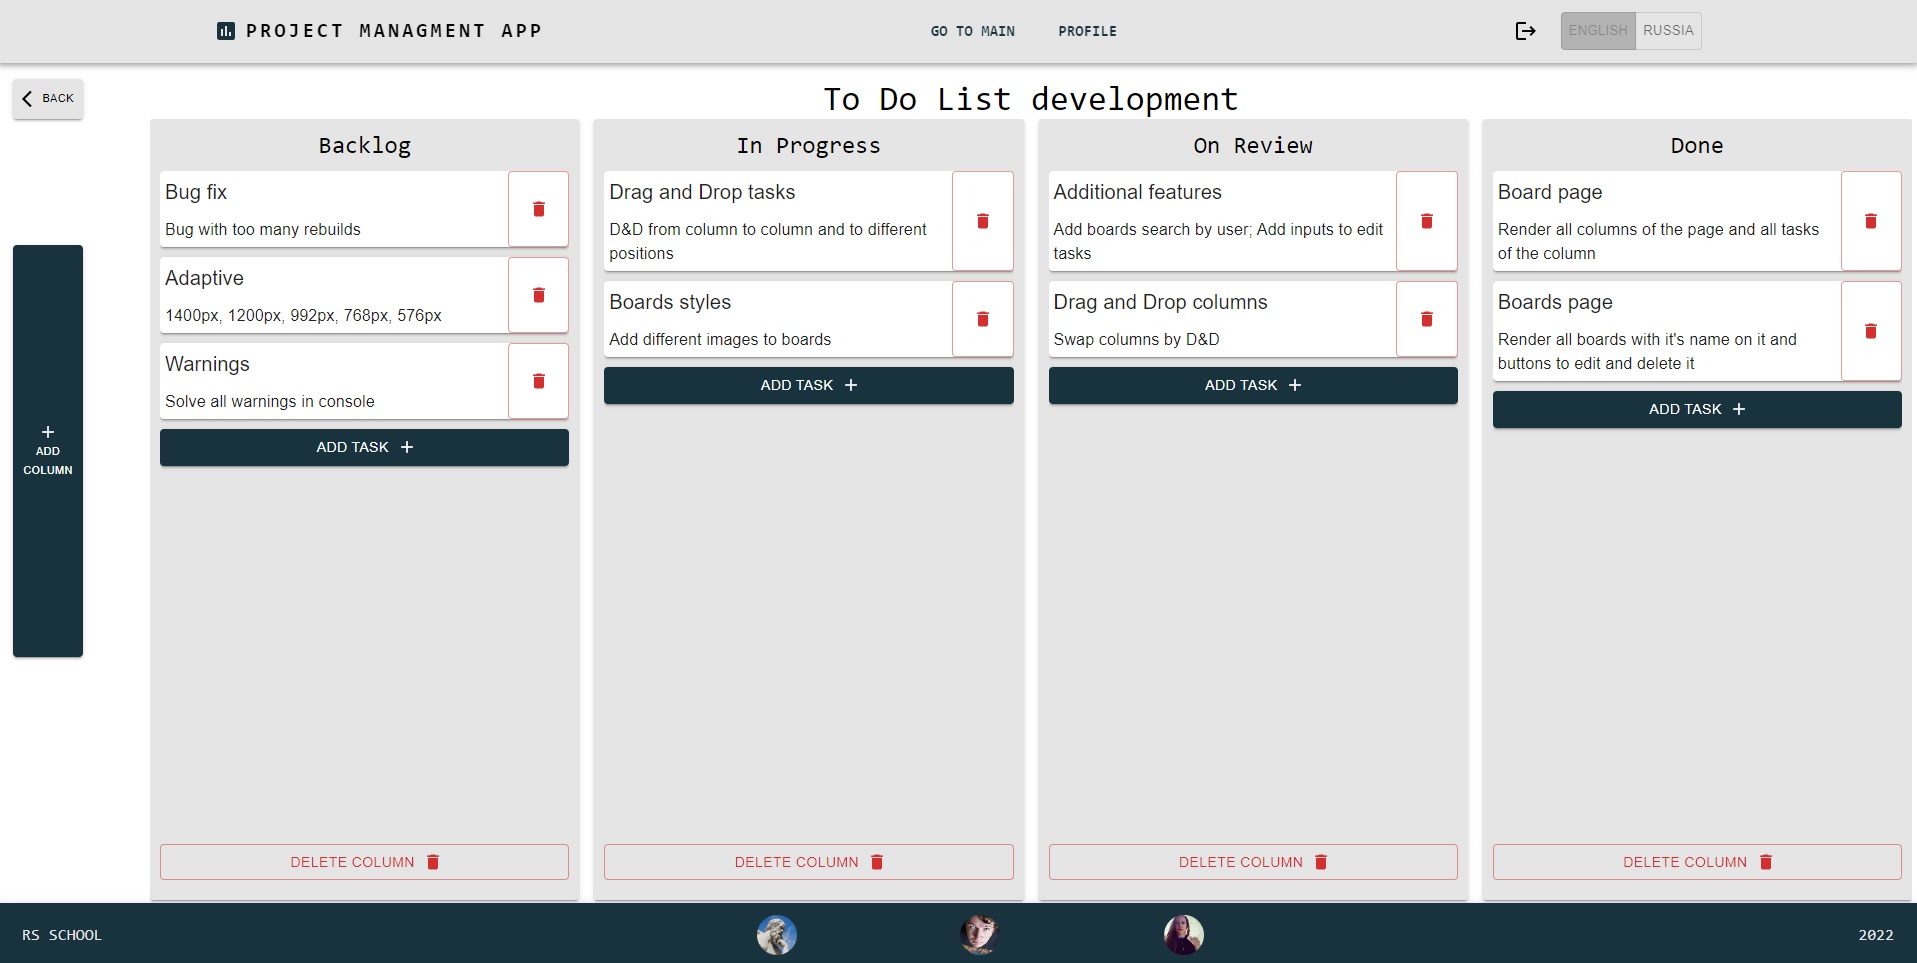 PROJECT MANAGMENT APP
GO TO MAIN
PROFILE
ENGLISH
RUSSIA
BACK
To Do List development
ADD
COLUMN
Backlog
Bug fix
Bug with too many rebuilds
Adaptive
1400px, 1200px, 992px, 768px, 576px
Warnings
Solve all warnings in console
ADD TASK
DELETE COLUMN
In Progress
Drag and Drop tasks
D&D from column to column and to different
positions
Boards styles
Add different images to boards
ADD TASK
DELETE COLUMN
On Review
Additional features
Add boards search by user; Add inputs to edit
tasks
Drag and Drop columns
Swap columns by D&D
ADD TASK
DELETE COLUMN
Done
Board page
Render all columns of the page and all tasks
of the column
Boards page
Render all boards with it's name on it and
buttons to edit and delete it
ADD TASK
DELETE COLUMN
RS SCHOOL
2022